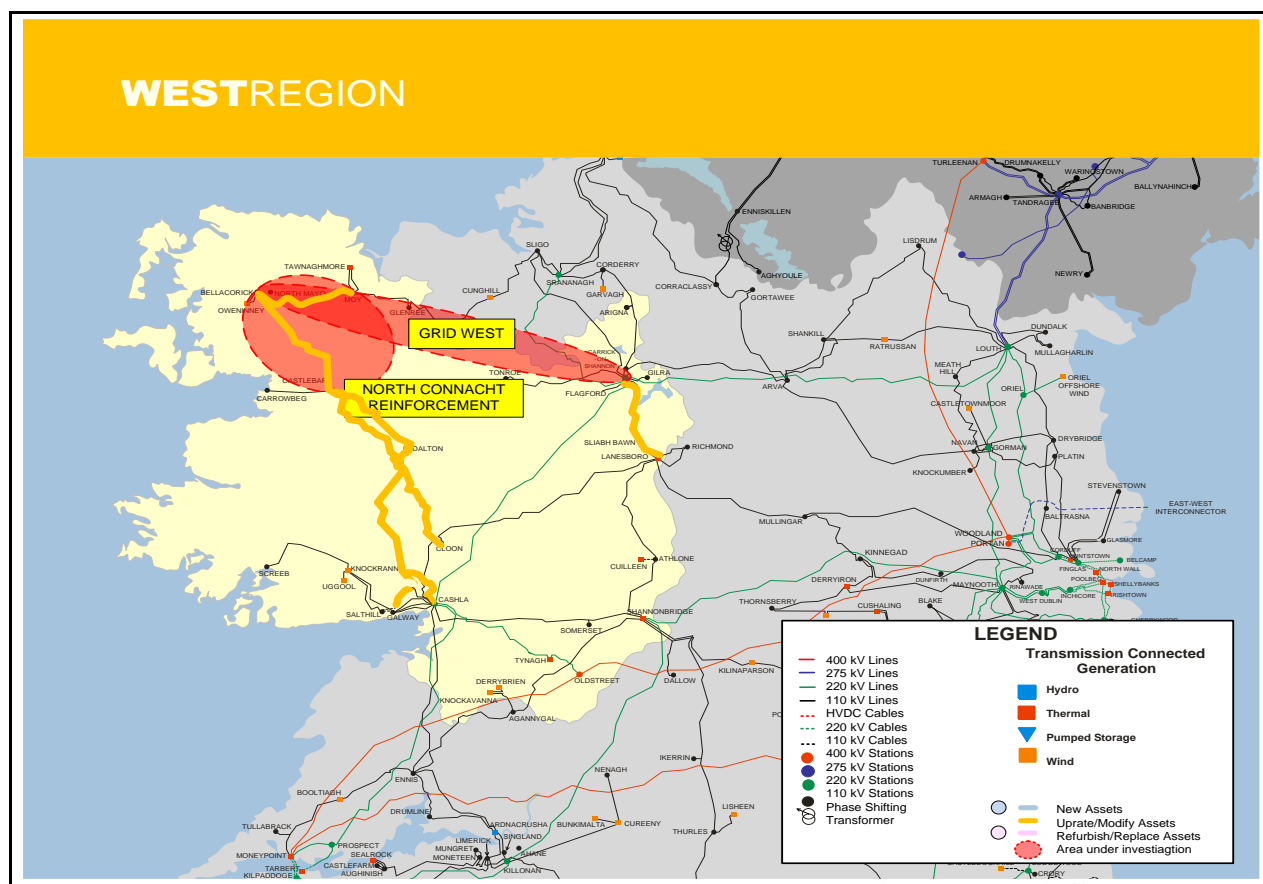 WESTREGION
TURLEENAN
DRUMNAKELLY
WARINGSTOWN
BALLYNAHINCH
ARMAGH
TANDRAGEE
BANBRIDGE
ENNISKILLEN
LISDRUM
NEWRY
SLIGO
TAWNAGHMORE
CORDERRY
SRANANAGH
AGHYOULE
CUNGHILL
GARVAGH
CORRACLASSY
GORTAWEE
BELLACORICK
NORTH MAYO
MOY
OWENINNEY
GLENREE
ARIGNA
GRID WEST
SHANKILL
RATRUSSAN
DUNDALK
LOUTH
MULLAGHARLIN
CARRICK
ON
SHANNON
MEATH
HILL
CASTLEBAR
TONROE
GILRA
ARVA
ORIEL
ORIEL
OFFSHORE
WIND
CARROWBEG
NORTH CONNACHT
REINFORCEMENT
FLAGFORD
CASTLETOWNMOOR
SLIABH BAWN
RICHMOND
NAVAN
GORMAN
DRYBRIDGE
DALTON
LANESBORO
KNOCKUMBER
PLATIN
STEVENSTOWN
MULLINGAR
BALTRASNA
EAST-WEST
INTERCONNECTOR
CLOON
WOODLAND
PORTAN
GLASMORE
ATHLONE
KINNEGAD
CORDUFF
HUNTSTOWN
BELCAMP
SCREEB
KNOCKRANN
CUILLEEN
FINGLAS
NORTH WALL
UGGOOL
DERRYIRON
DUNFIRTH
MAYNOOTH
RINAWADE
POOLBEG
SHELLYBANKS
CASHLA
WEST DUBLIN
INCHICORE
IRISHTOWN
SALTHILL
GALWAY
THORNSBERRY
CUSHALING
BLAKE
SHANNONBRIDGE
SOMERSET
TYNAGH
KILINAPARSON
DERRYBRIEN
OLDSTREET
DALLOW
KNOCKAVANNA
AGANNYGAL
IKERRIN
ENNIS
NENAGH
BOOLTIAGH
DRUMLINE
LISHEEN
TULLABRACK
ARDNACRUSHA
BUNKIMALTA
CUREENY
THURLES
SINGLAND
PROSPECT
LIMERICK
MONEYPOINT
SEALROCK
MUNGRET
AHANE
TARBERT
CASTLEFARM
MONETEEN
KILPADDOGE
AUGHINISH
KILLONAN
CRORY
LEGEND
400 kV Lines
275 kV Lines
220 kV Lines
110 kV Lines
HVDC Cables
220 kV Cables
110 kV Cables
400 kV Stations
275 kV Stations
220 kV Stations
110 kV Stations
Phase Shifting
Transformer
Transmission Connected
Generation
Hydro
Thermal
Pumped Storage
Wind
New Assets
Uprate/Modify Assets
Refurbish/Replace Assets
Area under investiagtion